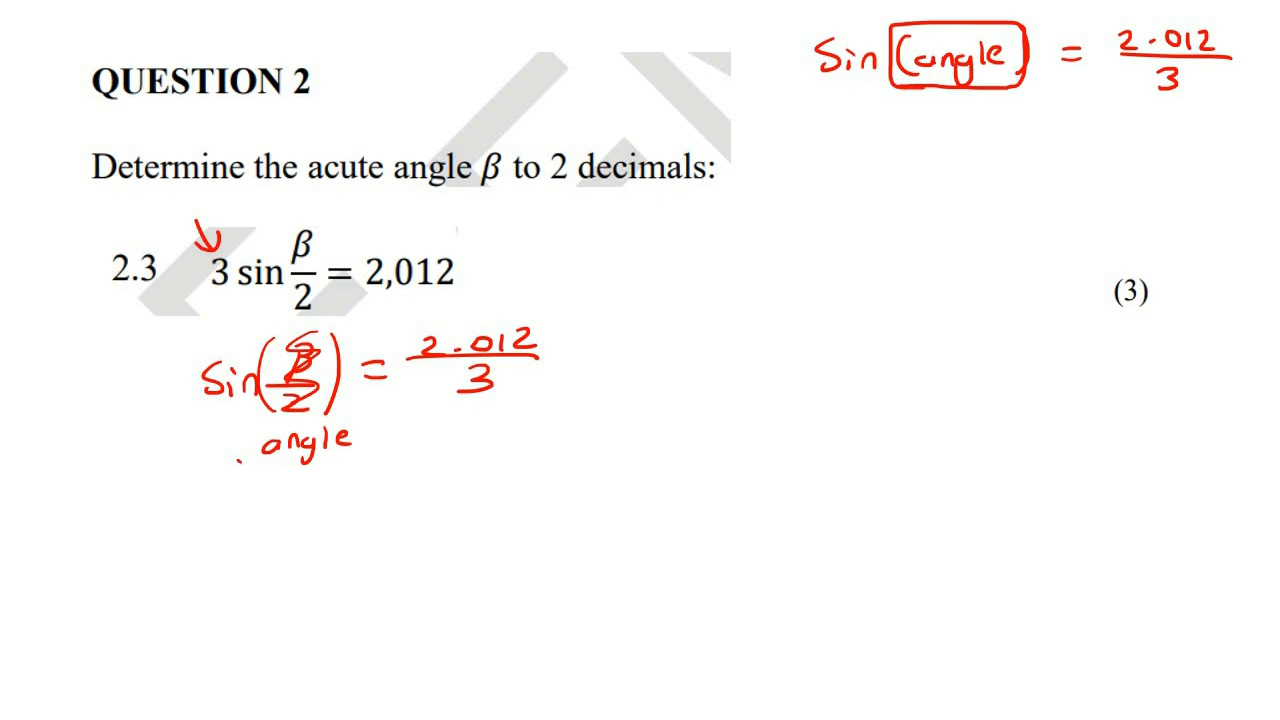 Sin (angle) = 2.012/3
QUESTION 2
Determine the acute angle β to 2 decimals:
2.3 3 sin β/2 = 2,012
(3)
Sin(β/2) = 2.012/3
angle